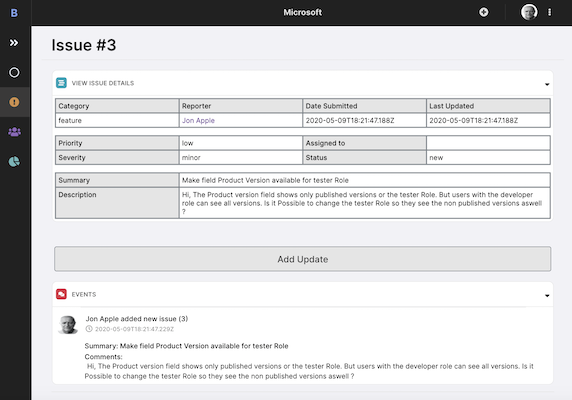 B
Microsoft
Issue #3
VIEW ISSUE DETAILS
Category Reporter Date Submitted Last Updated
feature Jon Apple 2020-05-09T18:21:47.188Z 2020-05-09T18:21:47.188Z
Priority low Assigned to
Severity minor Status new
Summary Make field Product Version available for tester Role
Description Hi, The Product version field shows only published versions or the tester Role. But users with the developer
role can see all versions. Is it Possible to change the tester Role so they see the non published versions aswell
?
Add Update
EVENTS
Jon Apple added new issue (3)
2020-05-09T18:21:47.229Z
Summary: Make field Product Version available for tester Role
Comments:
Hi, The Product version field shows only published versions or the tester Role. But users with the developer role can see all versions. Is it
Possible to change the tester Role so they see the non published versions aswell ?